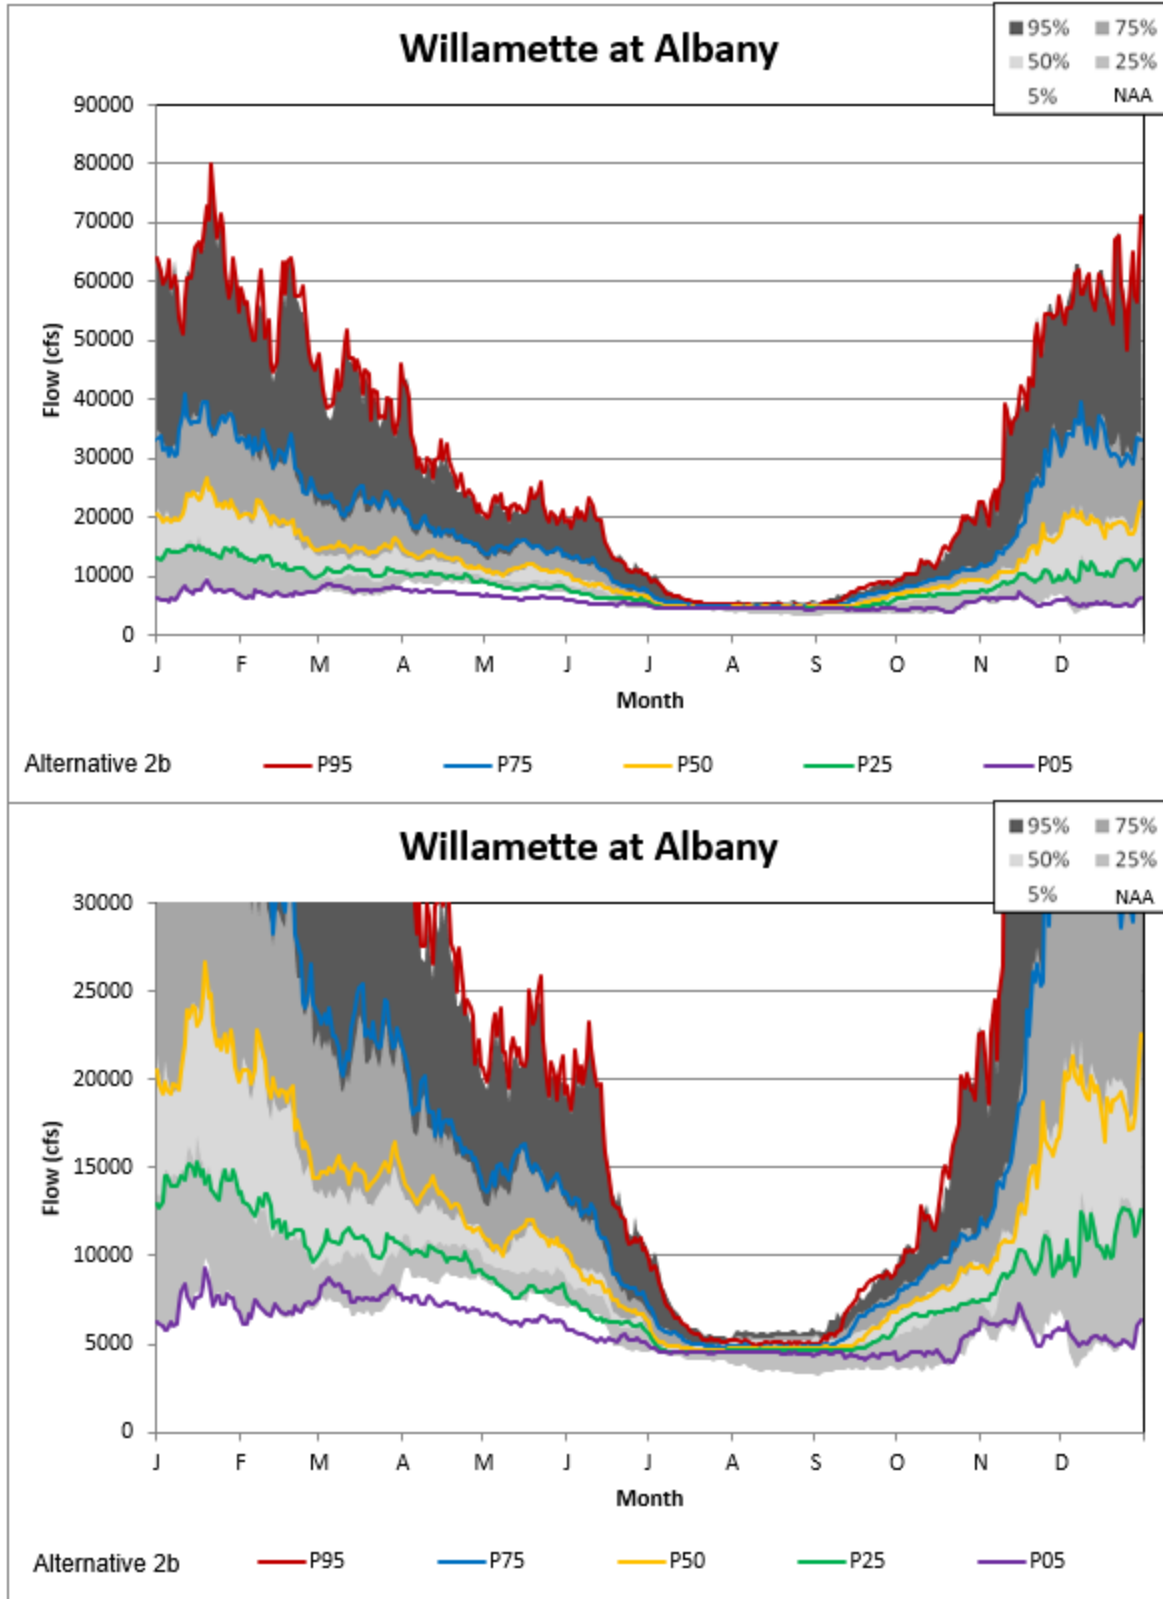 Willamette at Albany
95% 75%
50% 25%
5% NAA
90000
80000
70000
60000
50000
40000
30000
20000
10000
0
Flow (cfs)
J F M A M J J A S O N D
Month
Alternative 2b P95 P75 P50 P25 P05
Willamette at Albany
95% 75%
50% 25%
5% NAA
30000
25000
20000
15000
10000
5000
0
Flow (cfs)
J F M A M J J A S O N D
Month
Alternative 2b P95 P75 P50 P25 P05